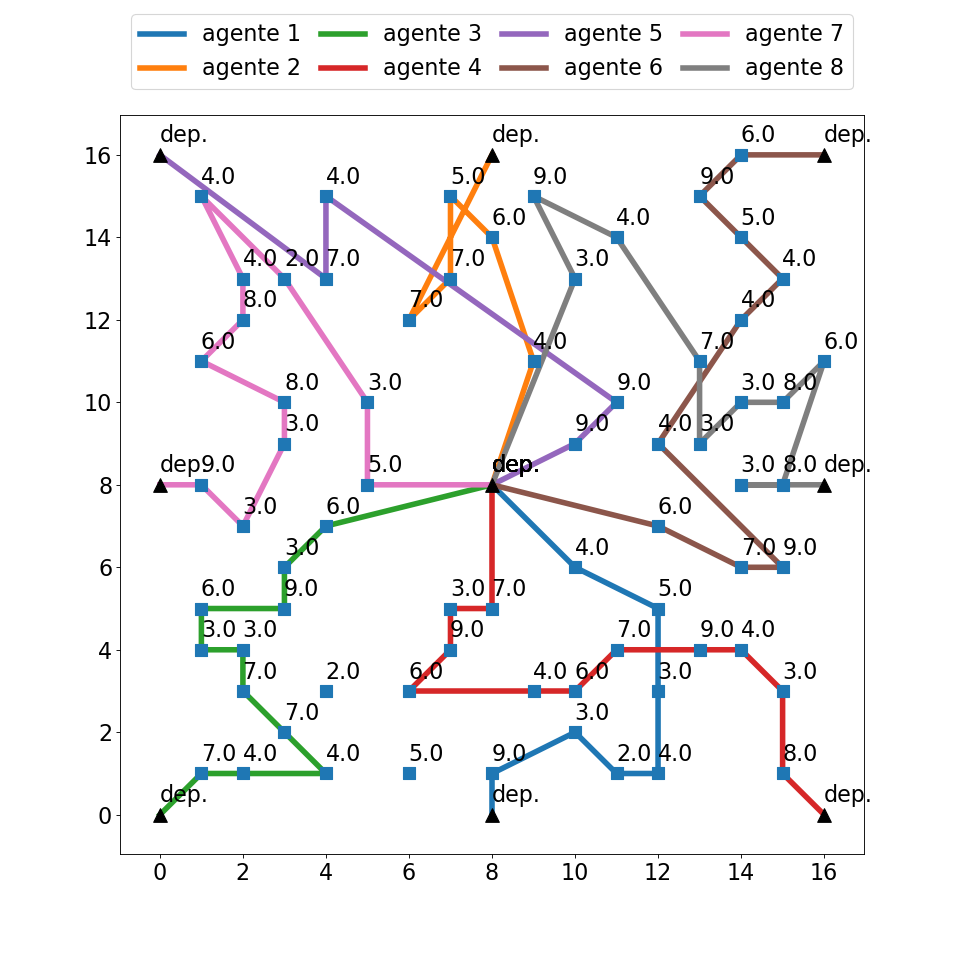 agente 1 agente 3 agente 5 agente 7
agente 2 agente 4 agente 6 agente 8
dep. dep. 6.0 dep.
16
4.0 4.0 5.0 9.0 9.0
6.0 4.0 5.0
14
4.0 2.0 7.0 7.0 3.0 4.0
8.0 7.0 4.0
12
6.0 4.0 7.0 6.0
8.0 3.0 9.0 3.0 8.0
10
3.0 9.0 4.0 3.0
dep. 9.0 5.0 dep. 3.0 8.0 dep.
8
3.0 6.0 6.0
3.0 4.0 7.0 9.0
6
6.0 9.0 3.0 7.0 5.0
3.0 3.0 9.0 7.0 9.0 4.0
4
7.0 2.0 6.0 4.0 6.0 3.0 3.0
7.0 3.0
2
7.0 4.0 4.0 5.0 9.0 2.0 4.0 8.0
dep. dep. dep.
0
0 2 4 6 8 10 12 14 16